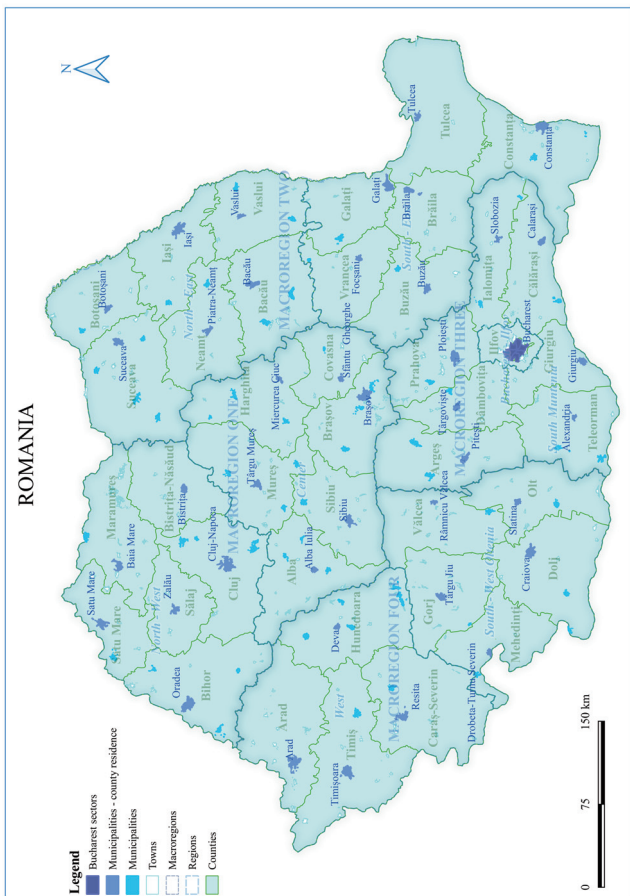 ROMANIA
N
Satu Mare
Satu Mare
Baia Mare
Maramureș
Botoșani
Botoșani
Suceava
Suceava
Oradea
Bihor
North - West
Zalău
Sălaj
Bistrița-Năsăud
Bistrița
Cluj-Napoca
Cluj
MACROREGION ONE
Iași
Iași
North - East
Neamț
Piatra-Neamț
Bacău
Bacău
Vaslui
Vaslui
MACROREGION TWO
Arad
Arad
Alba
Alba Iulia
Târgu Mureș
Mureș
Center
Harghita
Miercurea Ciuc
Sibiu
Sibiu
Brașov
Brașov
Covasna
Sfântu Gheorghe
Timișoara
Timiș
West
Deva
Hunedoara
MACROREGION FOUR
Resita
Caraș-Severin
Vrancea
Focșani
Galați
Galați
Brăila
Brăila
Buzău
Buzău
South - E
Tulcea
Tulcea
Constanța
Constanța
Drobeta-Turnu Severin
Mehedintis
Târgu Jiu
Gorj
Vâlcea
Râmnicu Vâlcea
South - West Oltenia
Craiova
Dolj
Slatina
Olt
Argeș
Pitești
Târgoviște
Dâmbovița
MACROREGION THREE
Prahova
Ploiești
Ilfov
Bucharest
Ialomița
Slobozia
Călărași
Calarași
South Muntenia
Giurgiu
Giurgiu
Alexandria
Teleorman
Legend
Bucharest sectors
Municipalities - county residence
Municipalities
Towns
Macroregions
Regions
Counties
0
75
150 km